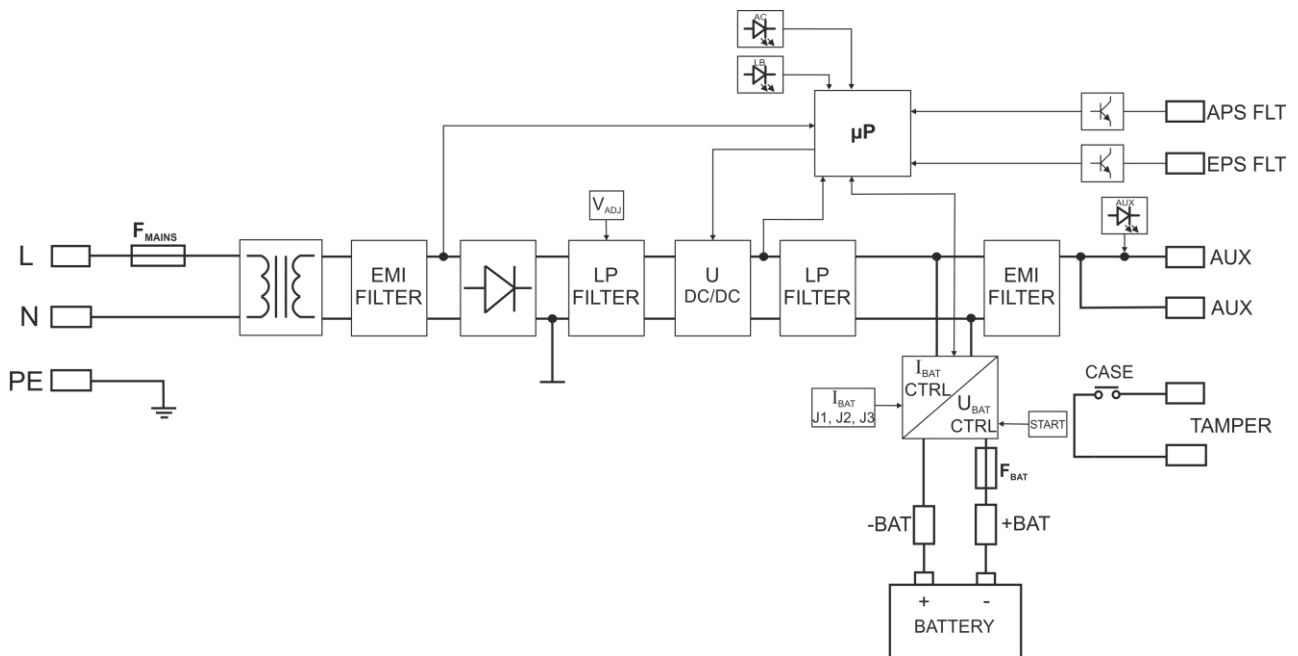 AC
LB
µP
APS FLT
EPS FLT
AUX
V ADJ
L
F MAINS
EMI
FILTER
LP
FILTER
U
DC/DC
LP
FILTER
EMI
FILTER
AUX
N
AUX
PE
I BAT
CTRL
U BAT
CTRL
I BAT
J1, J2, J3
START
CASE
TAMPER
F BAT
-BAT
+BAT
+ -
BATTERY